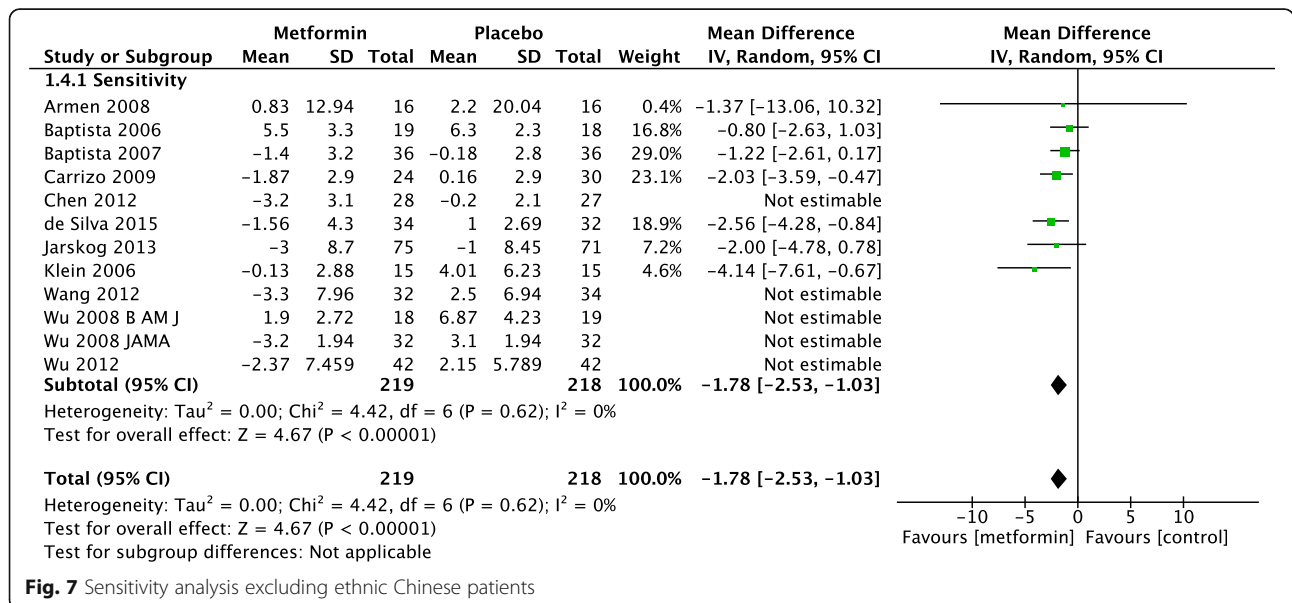 Metformin Placebo Mean Difference Mean Difference
Study or Subgroup Mean SD Total Mean SD Total Weight IV, Random, 95% CI IV, Random, 95% CI
1.4.1 Sensitivity
Armen 2008 0.83 12.94 16 2.2 20.04 16 0.4% −1.37 [−13.06, 10.32]
Baptista 2006 5.5 3.3 19 6.3 2.3 18 16.8% −0.80 [−2.63, 1.03]
Baptista 2007 −1.4 3.2 36 −0.18 2.8 36 29.0% −1.22 [−2.61, 0.17]
Carrizo 2009 −1.87 2.9 24 0.16 2.9 30 23.1% −2.03 [−3.59, −0.47]
Chen 2012 −3.2 3.1 28 −0.2 2.1 27 Not estimable
de Silva 2015 −1.56 4.3 34 1 2.69 32 18.9% −2.56 [−4.28, −0.84]
Jarskog 2013 −3 8.7 75 −1 8.45 71 7.2% −2.00 [−4.78, 0.78]
Klein 2006 −0.13 2.88 15 4.01 6.23 15 4.6% −4.14 [−7.61, −0.67]
Wang 2012 −3.3 7.96 32 2.5 6.94 34 Not estimable
Wu 2008 B AM J 1.9 2.72 18 6.87 4.23 19 Not estimable
Wu 2008 JAMA −3.2 1.94 32 3.1 1.94 32 Not estimable
Wu 2012 −2.37 7.459 42 2.15 5.789 42 Not estimable
Subtotal (95% CI) 219 218 100.0% −1.78 [−2.53, −1.03]
Heterogeneity: Tau² = 0.00; Chi² = 4.42, df = 6 (P = 0.62); I² = 0%
Test for overall effect: Z = 4.67 (P < 0.00001)
Total (95% CI) 219 218 100.0% −1.78 [−2.53, −1.03]
Heterogeneity: Tau² = 0.00; Chi² = 4.42, df = 6 (P = 0.62); I² = 0%
Test for overall effect: Z = 4.67 (P < 0.00001)
Test for subgroup differences: Not applicable
−10 −5 0 5 10
Favours [metformin] Favours [control]
Fig. 7 Sensitivity analysis excluding ethnic Chinese patients